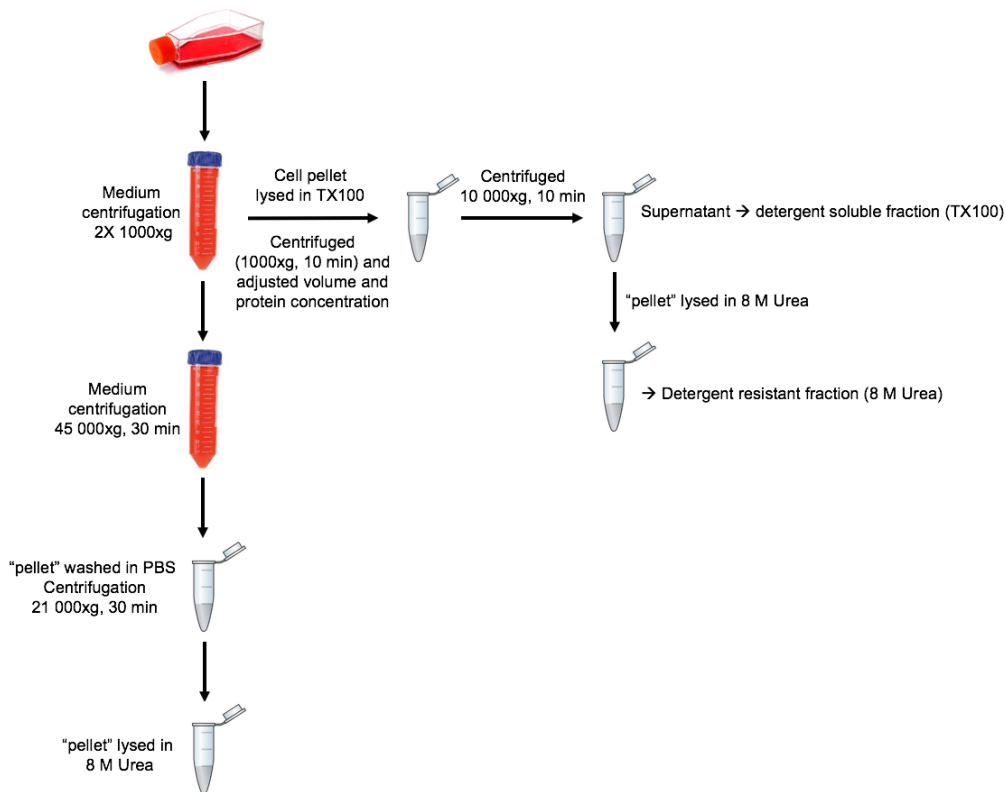 Medium
centrifugation
2X 1000xg
Cell pellet
lysed in TX100
Centrifuged
(1000xg, 10 min) and
adjusted volume and
protein concentration
Centrifuged
10 000xg, 10 min
Supernatant → detergent soluble fraction (TX100)
“pellet” lysed in 8 M Urea
→ Detergent resistant fraction (8 M Urea)
Medium
centrifugation
45 000xg, 30 min
“pellet” washed in PBS
Centrifugation
21 000xg, 30 min
“pellet” lysed in
8 M Urea